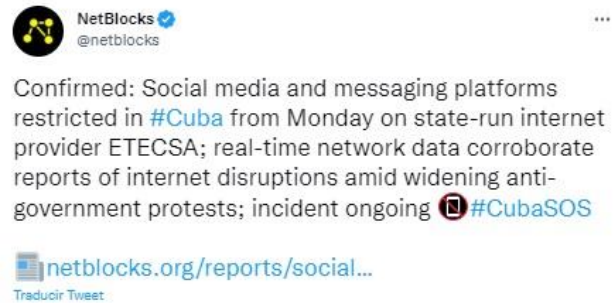 NetBlocks
@netblocks
Confirmed: Social media and messaging platforms
restricted in #Cuba from Monday on state-run internet
provider ETECSA; real-time network data corroborate
reports of internet disruptions amid widening anti-
government protests; incident ongoing 📵#CubaSOS
📰netblocks.org/reports/social...
Traducir Tweet